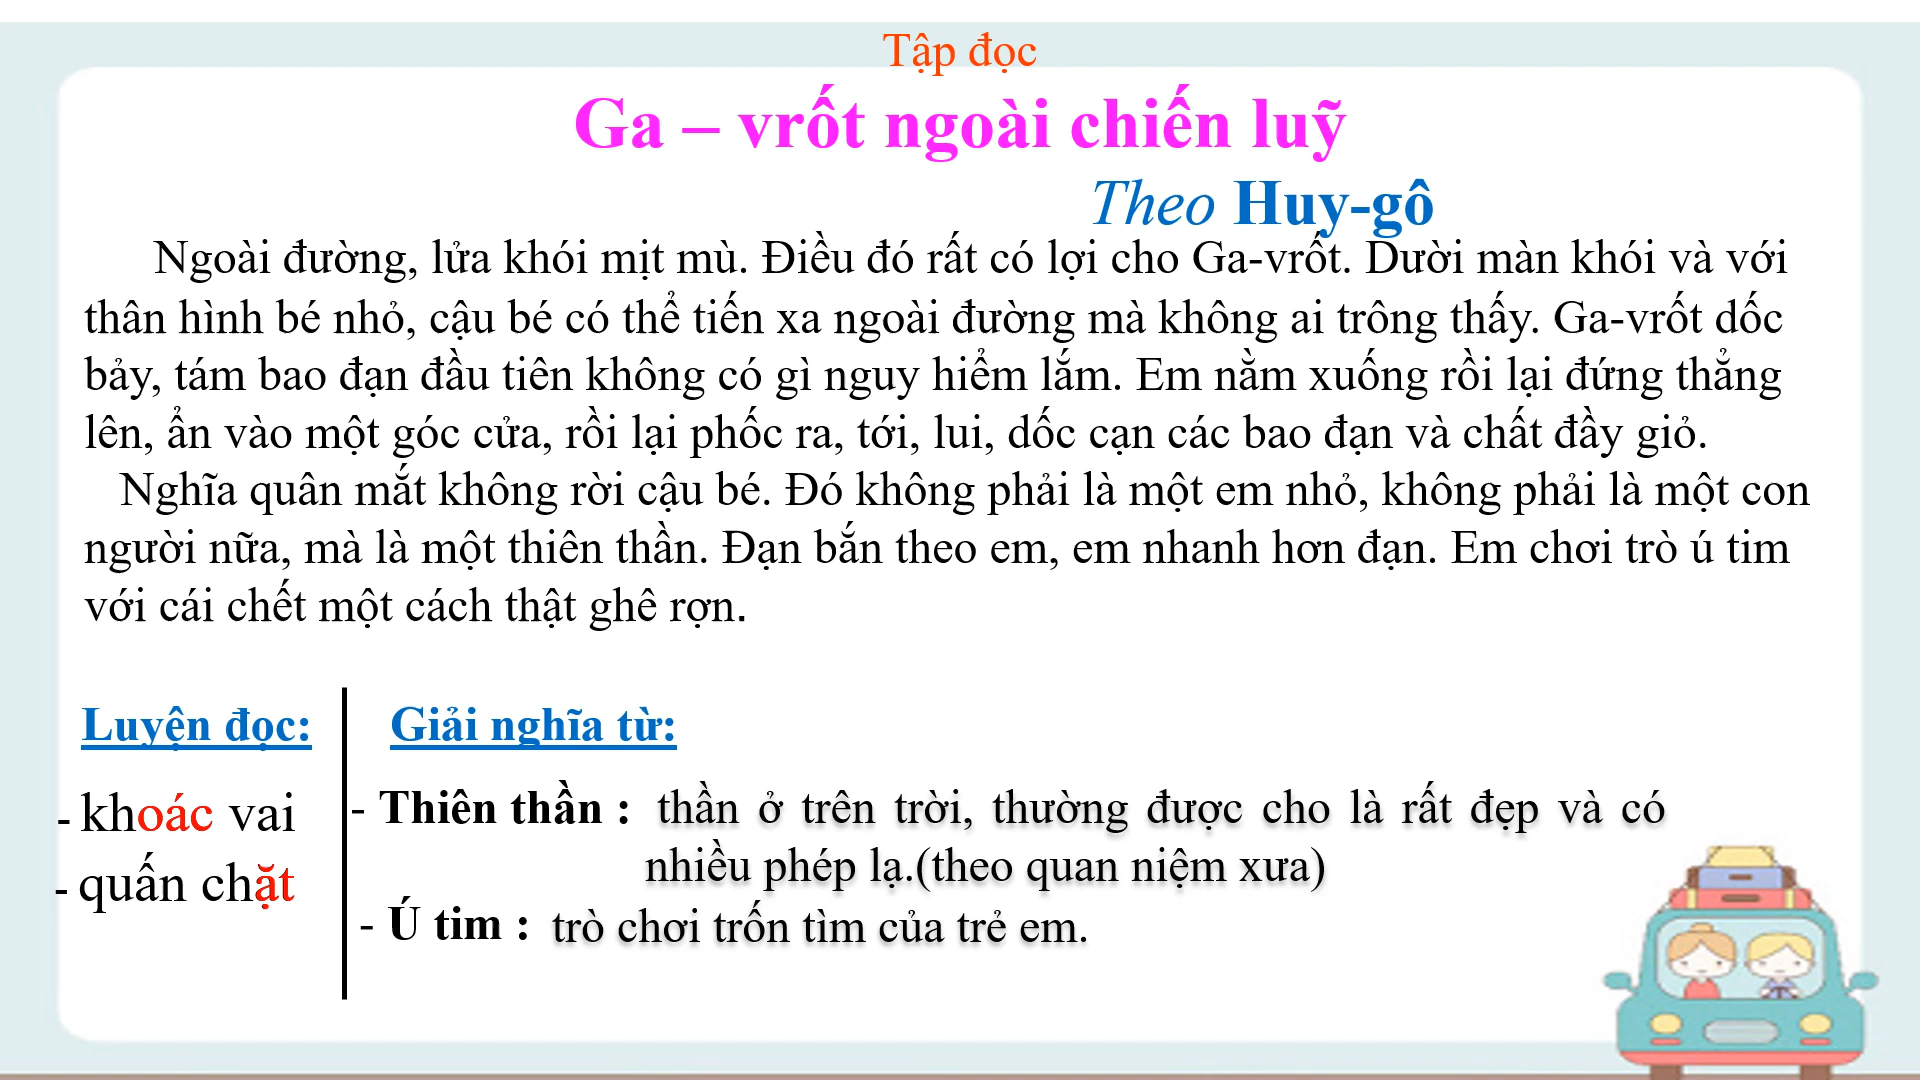 Tập đọc
Ga – vrốt ngoài chiến luỹ
Theo Huy-gô
Ngoài đường, lửa khói mịt mù. Điều đó rất có lợi cho Ga-vrốt. Dười màn khói và với
thân hình bé nhỏ, cậu bé có thể tiến xa ngoài đường mà không ai trông thấy. Ga-vrốt dốc
bảy, tám bao đạn đầu tiên không có gì nguy hiểm lắm. Em nằm xuống rồi lại đứng thẳng
lên, ẩn vào một góc cửa, rồi lại phốc ra, tới, lui, dốc cạn các bao đạn và chất đầy giỏ.
Nghĩa quân mắt không rời cậu bé. Đó không phải là một em nhỏ, không phải là một con
người nữa, mà là một thiên thần. Đạn bắn theo em, em nhanh hơn đạn. Em chơi trò ú tim
với cái chết một cách thật ghê rợn.
Luyện đọc:
- khoác vai
- quấn chặt
Giải nghĩa từ:
- Thiên thần : thần ở trên trời, thường được cho là rất đẹp và có
nhiều phép lạ.(theo quan niệm xưa)
- Ú tim : trò chơi trốn tìm của trẻ em.